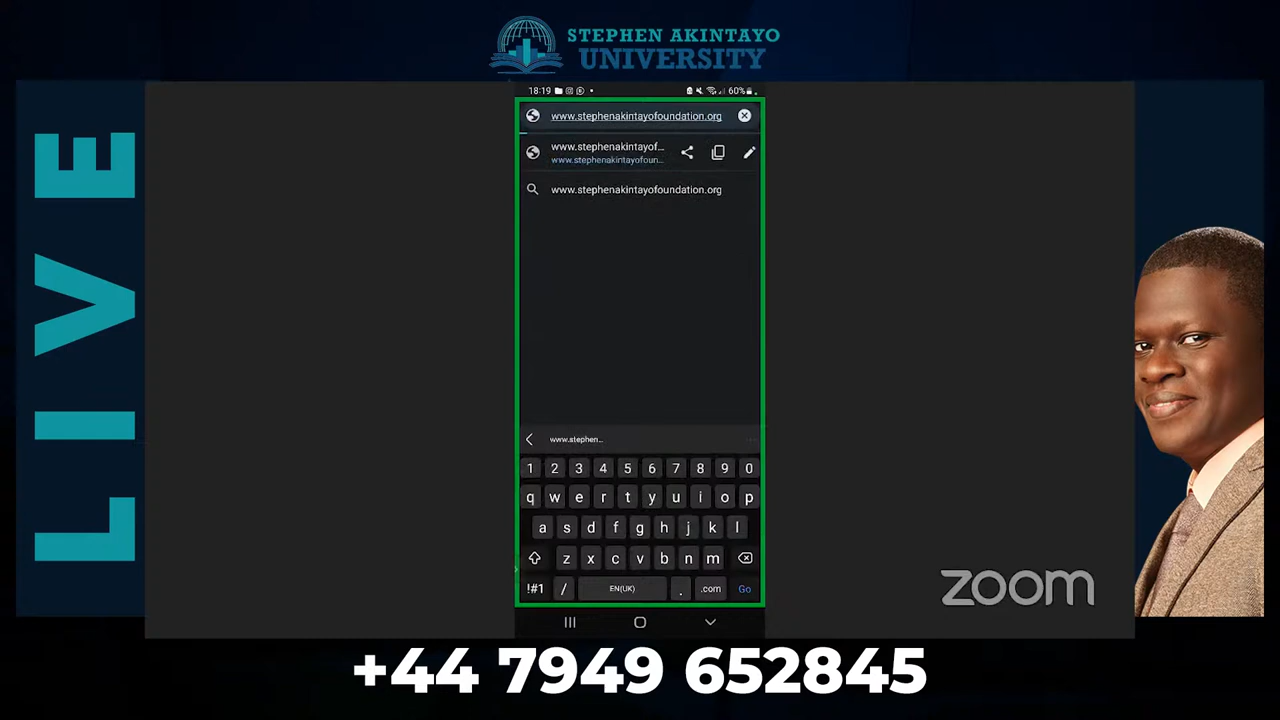 STEPHEN AKINTAYO
UNIVERSITY
LIVE
18:19
60%
www.stephenakintayofoundation.org
www.stephenakintayof...
www.stephenakintayofoun...
www.stephenakintayofoundation.org
www.stephen...
1 2 3 4 5 6 7 8 9 0
q w e r t y u i o p
a s d f g h j k l
z x c v b n m
!#1 / EN(UK) . .com Go
zoom
+44 7949 652845